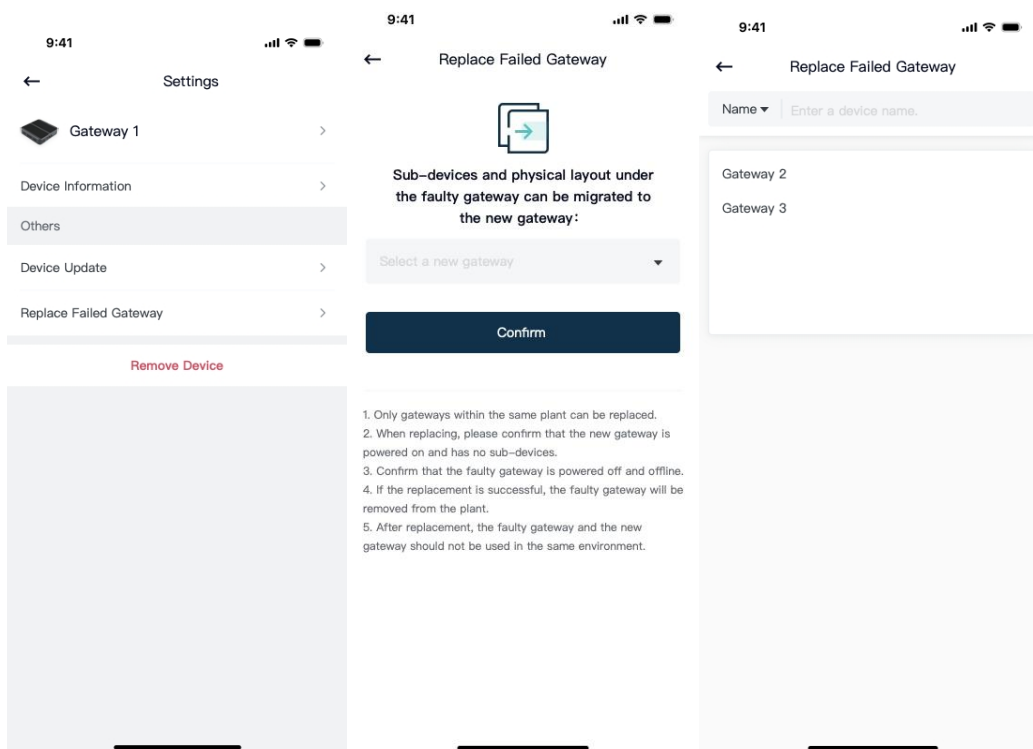 9:41
Settings
Gateway 1
Device Information
Others
Device Update
Replace Failed Gateway
Remove Device
9:41
Replace Failed Gateway
Sub-devices and physical layout under
the faulty gateway can be migrated to
the new gateway:
Select a new gateway
Confirm
1. Only gateways within the same plant can be replaced.
2. When replacing, please confirm that the new gateway is
powered on and has no sub-devices.
3. Confirm that the faulty gateway is powered off and offline.
4. If the replacement is successful, the faulty gateway will be
removed from the plant.
5. After replacement, the faulty gateway and the new
gateway should not be used in the same environment.
9:41
Replace Failed Gateway
Name
Enter a device name.
Gateway 2
Gateway 3